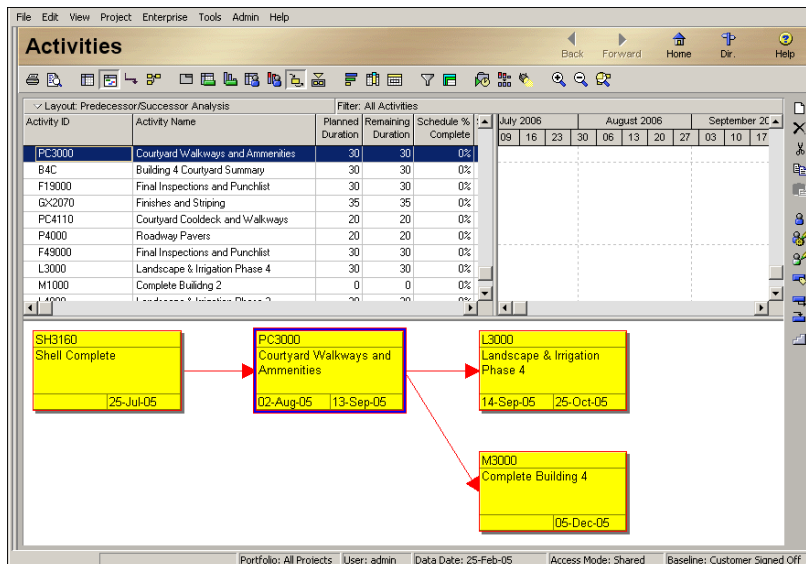 File Edit View Project Enterprise Tools Admin Help
Activities
Back Forward Home Dir. Help
Layout: Predecessor/Successor Analysis Filter: All Activities
Activity ID Activity Name Planned Duration Remaining Duration Schedule % Complete
July 2006 August 2006 September 20
09 16 23 30 06 13 20 27 03 10 17
PC3000 Courtyard Walkways and Ammenities 30 30 0%
B4C Building 4 Courtyard Summary 30 30 0%
F19000 Final Inspections and Punchlist 30 30 0%
GX2070 Finishes and Striping 35 35 0%
PC4110 Courtyard Cooldeck and Walkways 20 20 0%
P4000 Roadway Pavers 20 20 0%
F49000 Final Inspections and Punchlist 30 30 0%
L3000 Landscape & Irrigation Phase 4 30 30 0%
M1000 Complete Builidng 2 0 0 0%
SH3160
Shell Complete
25-Jul-05
PC3000
Courtyard Walkways and
Ammenities
02-Aug-05 13-Sep-05
L3000
Landscape & Irrigation
Phase 4
14-Sep-05 25-Oct-05
M3000
Complete Building 4
05-Dec-05
Portfolio: All Projects User: admin Data Date: 25-Feb-05 Access Mode: Shared Baseline: Customer Signed Off